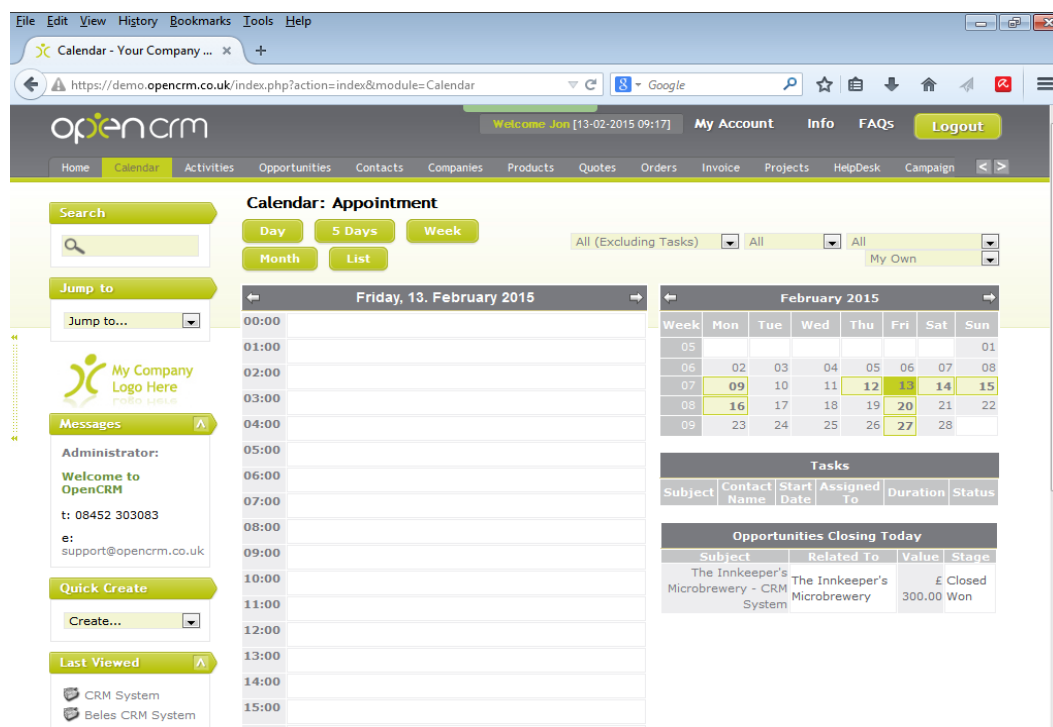 File Edit View History Bookmarks Tools Help
Calendar - Your Company ... × +
https://demo.opencrm.co.uk/index.php?action=index&module=Calendar
Google
opencrm
Welcome Jon [13-02-2015 09:17] My Account Info FAQs Logout
Home Calendar Activities Opportunities Contacts Companies Products Quotes Orders Invoice Projects HelpDesk Campaign < >
Search
Jump to
Jump to...
My Company
Logo Here
Messages
Administrator:
Welcome to
OpenCRM
t: 08452 303083
e:
support@opencrm.co.uk
Quick Create
Create...
Last Viewed
CRM System
Beles CRM System
Calendar: Appointment
Day 5 Days Week
Month List
All (Excluding Tasks) All All
My Own
Friday, 13. February 2015
00:00
01:00
02:00
03:00
04:00
05:00
06:00
07:00
08:00
09:00
10:00
11:00
12:00
13:00
14:00
15:00
February 2015
Week Mon Tue Wed Thu Fri Sat Sun
05 01
06 02 03 04 05 06 07 08
07 09 10 11 12 13 14 15
08 16 17 18 19 20 21 22
09 23 24 25 26 27 28
Tasks
Subject Contact Name Start Date Assigned To Duration Status
Opportunities Closing Today
Subject Related To Value Stage
The Innkeeper's Microbrewery - CRM System The Innkeeper's Microbrewery £ 300.00 Closed Won